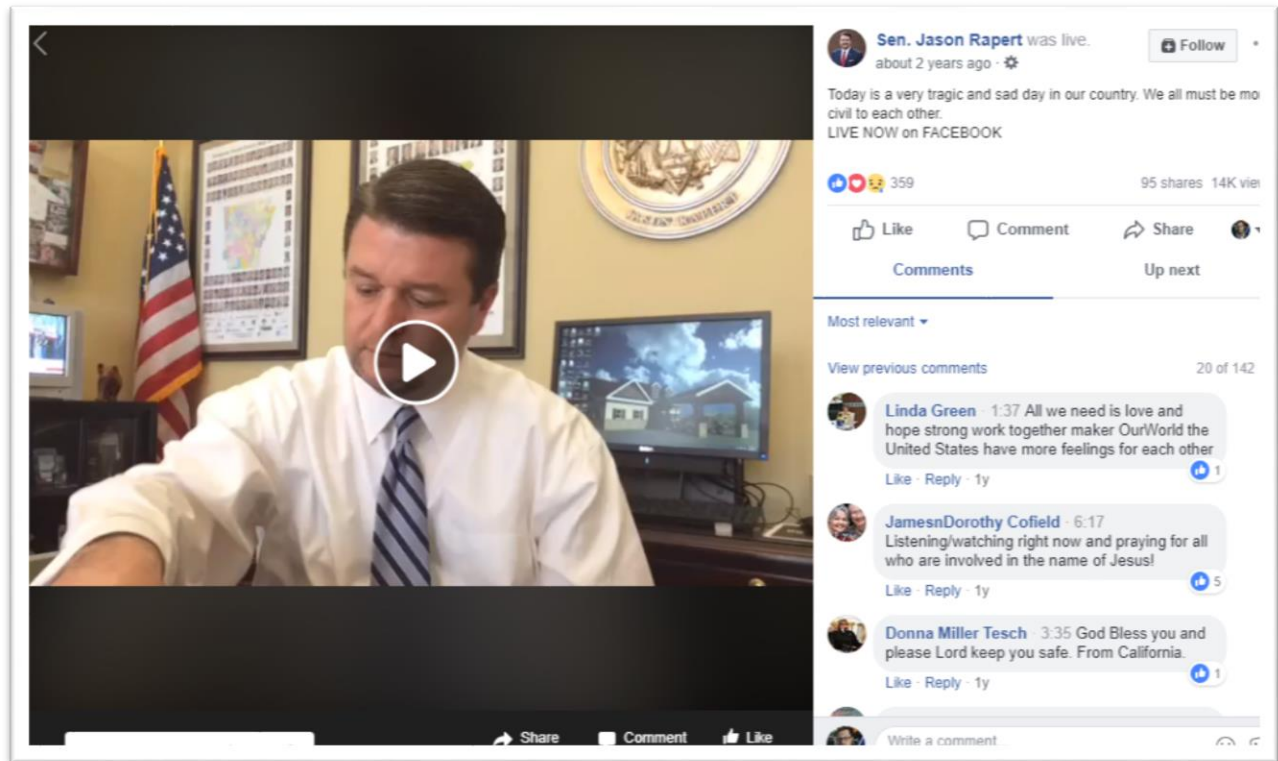 Sen. Jason Rapert was live.
Follow
about 2 years ago ·
Today is a very tragic and sad day in our country. We all must be mo
civil to each other.
LIVE NOW on FACEBOOK
359
95 shares 14K vie
Like
Comment
Share
Comments
Up next
Most relevant
View previous comments
20 of 142
Linda Green · 1:37 All we need is love and
hope strong work together maker OurWorld the
United States have more feelings for each other
1
Like · Reply · 1y
JamesnDorothy Cofield · 6:17
Listening/watching right now and praying for all
who are involved in the name of Jesus!
5
Like · Reply · 1y
Donna Miller Tesch · 3:35 God Bless you and
please Lord keep you safe. From California.
1
Like · Reply · 1y
Write a comment...
Share
Comment
Like